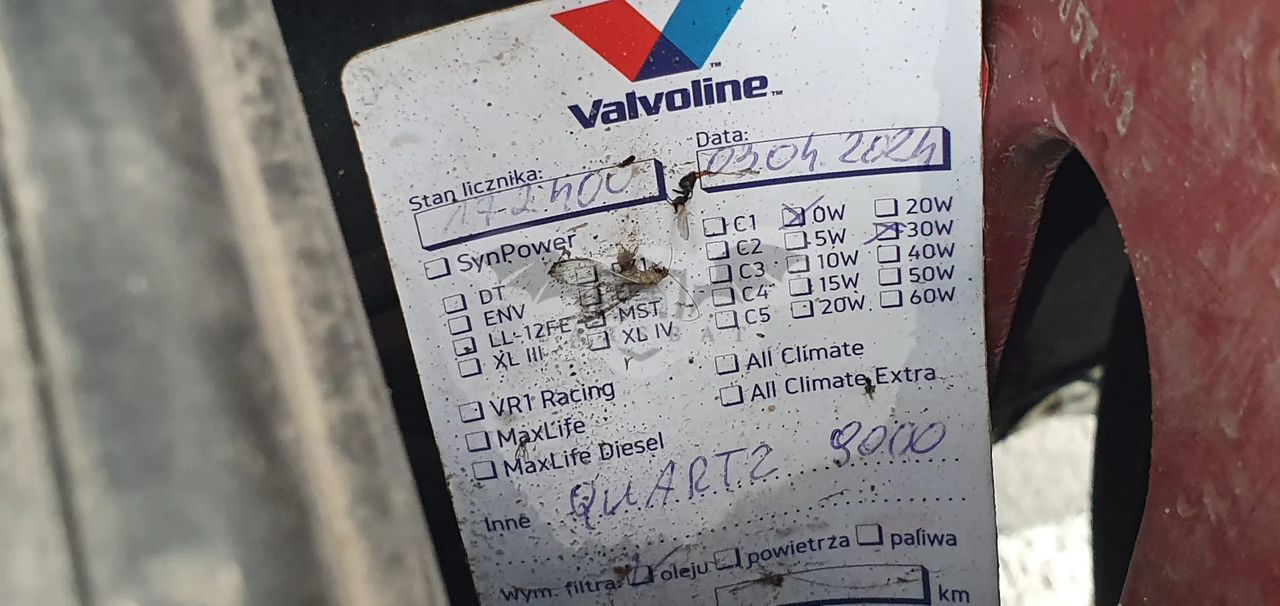 Valvoline™
Stan licznika: 172400
Data: 03 04 2024
SynPower
DT
ENV
LL-12FE
XL III
MST
XL IV
C1
C2
C3
C4
C5
0W
5W
10W
15W
20W
20W
30W
40W
50W
60W
VR1 Racing
MaxLife
MaxLife Diesel
All Climate
All Climate Extra
Inne QUARTZ 9000
Wym. filtra: oleju powietrza paliwa
km